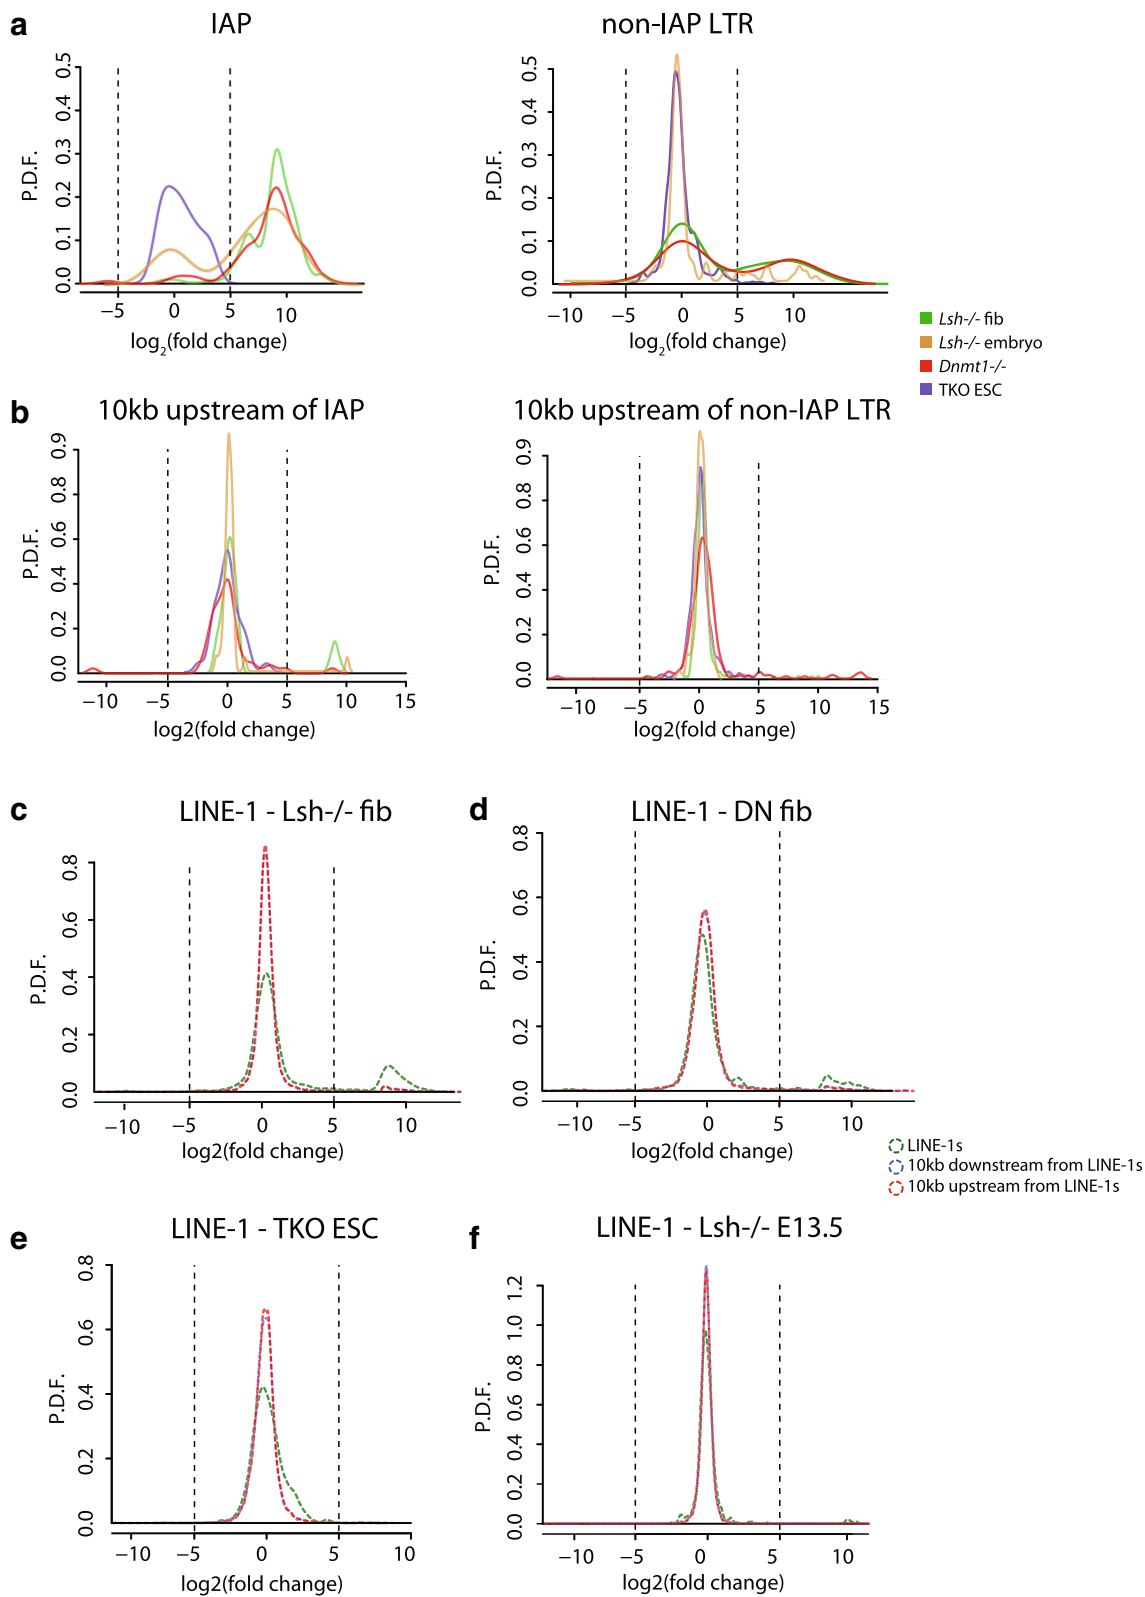 a
IAP
non-IAP LTR
P.D.F.
0.0 0.1 0.2 0.3 0.4 0.5
−5 0 5 10
log2(fold change)
P.D.F.
0.0 0.1 0.2 0.3 0.4 0.5
−10 −5 0 5 10
log2(fold change)
Lsh-/- fib
Lsh-/- embryo
Dnmt1-/-
TKO ESC
b
10kb upstream of IAP
10kb upstream of non-IAP LTR
P.D.F.
0.0 0.2 0.4 0.6 0.8 0.9
−10 −5 0 5 10 15
log2(fold change)
P.D.F.
0.0 0.2 0.4 0.6 0.8 0.9
−10 −5 0 5 10 15
log2(fold change)
c
LINE-1 - Lsh-/- fib
P.D.F.
0.0 0.2 0.4 0.6 0.8
−10 −5 0 5 10
log2(fold change)
d
LINE-1 - DN fib
P.D.F.
0.0 0.2 0.4 0.6 0.8
−10 −5 0 5 10
log2(fold change)
LINE-1s
10kb downstream from LINE-1s
10kb upstream from LINE-1s
e
LINE-1 - TKO ESC
P.D.F.
0.0 0.2 0.4 0.6 0.8
−10 −5 0 5 10
log2(fold change)
f
LINE-1 - Lsh-/- E13.5
P.D.F.
0.0 0.2 0.4 0.6 0.8 1.0 1.2
−10 −5 0 5 10
log2(fold change)